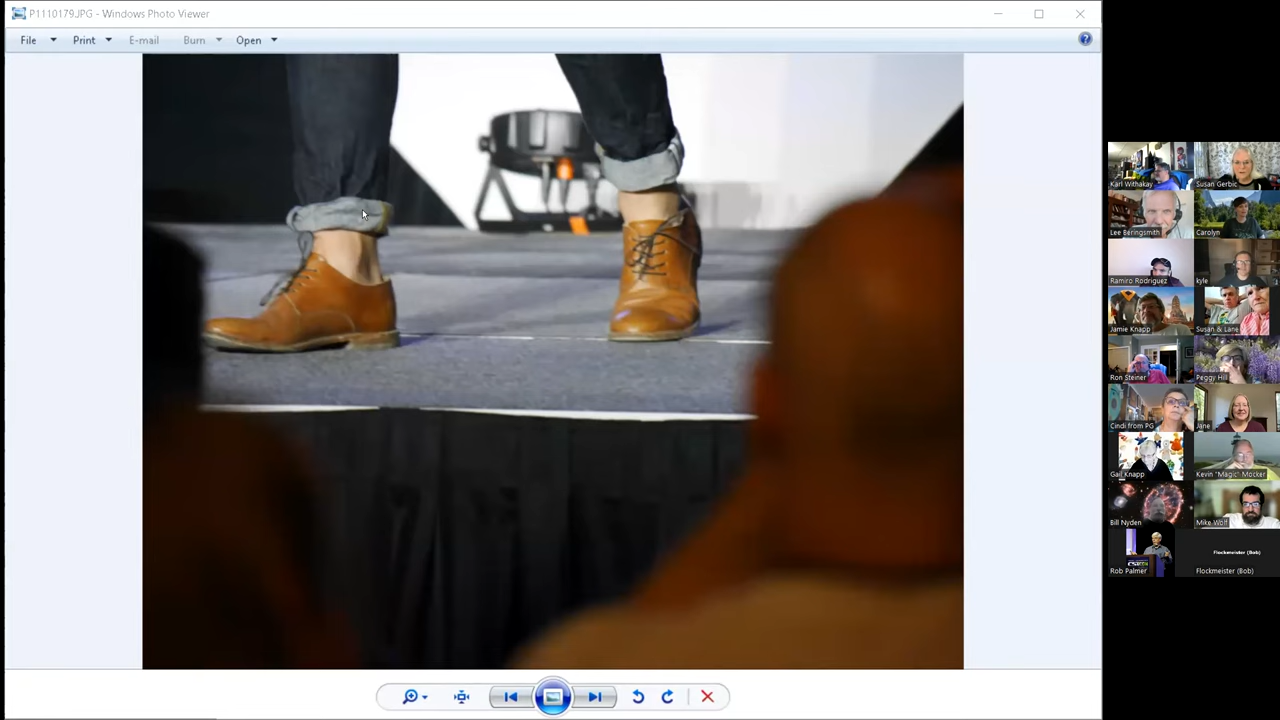 P1110179.JPG - Windows Photo Viewer
File Print E-mail Burn Open
Karl Withakay Susan Gerbic
Lee Beringsmith Carolyn
Ramiro Rodriguez kyle
Jamie Knapp Susan & Lane
Ron Steiner Peggy Hill
Cindi from PG Jane
Gail Knapp Kevin "Magic" Mocker
Bill Nyden Mike Wolf
Flockmeister (Bob)
Rob Palmer Flockmeister (Bob)